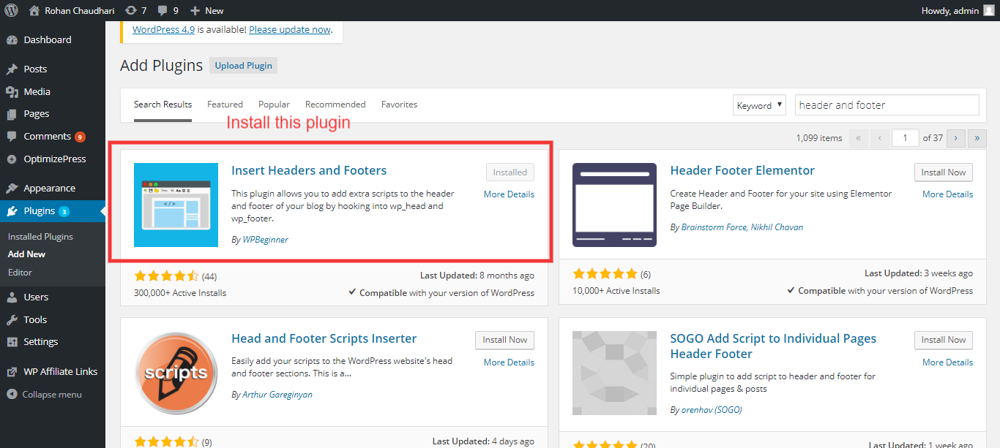 Rohan Chaudhari 7 9 New Howdy, admin
Dashboard
Posts
Media
Pages
Comments 9
OptimizePress
Appearance
Plugins 3
Installed Plugins
Add New
Editor
Users
Tools
Settings
WP Affiliate Links
Collapse menu
WordPress 4.9 is available! Please update now.
Add Plugins Upload Plugin
Search Results Featured Popular Recommended Favorites Keyword header and footer
Install this plugin
1,099 items « ‹ 1 of 37 › »
Insert Headers and Footers
Installed
More Details
This plugin allows you to add extra scripts to the header
and footer of your blog by hooking into wp_head and
wp_footer.
By WPBeginner
(44)
Last Updated: 8 months ago
300,000+ Active Installs
Compatible with your version of WordPress
Header Footer Elementor
Install Now
More Details
Create Header and Footer for your site using Elementor
Page Builder.
By Brainstorm Force, Nikhil Chavan
(6)
Last Updated: 3 weeks ago
10,000+ Active Installs
Compatible with your version of WordPress
scripts
Head and Footer Scripts Inserter
Install Now
More Details
Easily add your scripts to the WordPress website's head
and footer sections. This is a...
By Arthur Gareginyan
(9)
Last Updated: 4 days ago
SOGO Add Script to Individual Pages
Header Footer
Install Now
More Details
Simple plugin to add script to header and footer for
individual pages & posts
By orenhav (SOGO)
(20)
Last Updated: 1 week ago